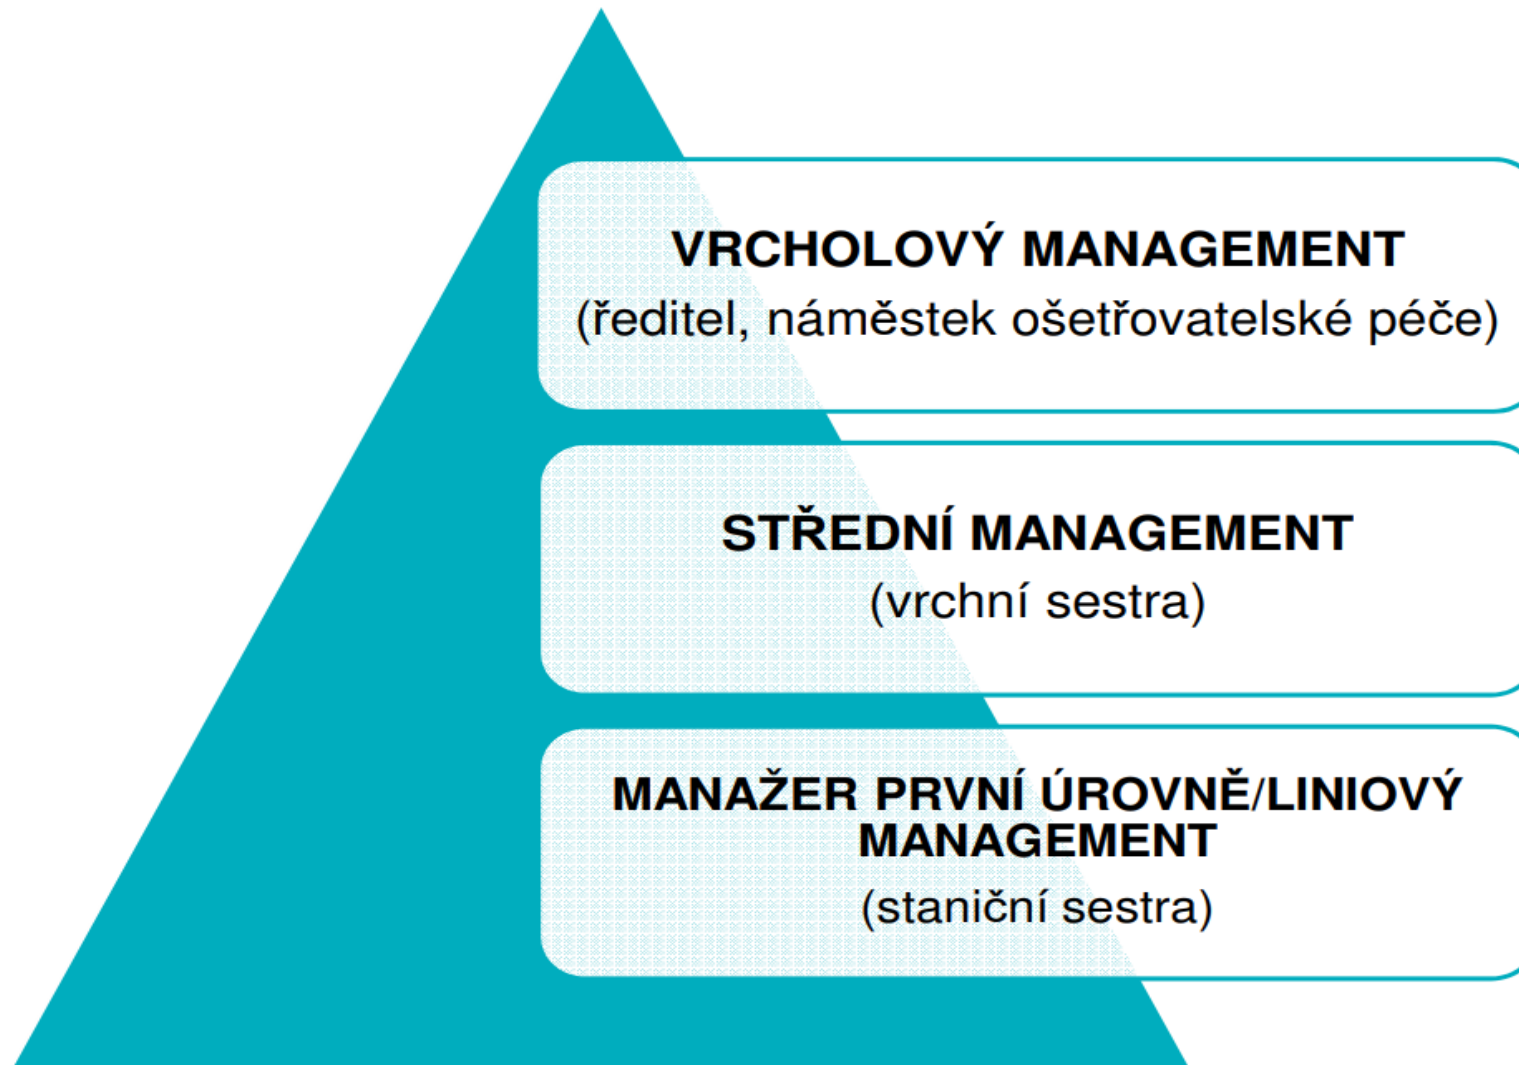 VRCHOLOVÝ MANAGEMENT
(ředitel, náměstek ošetřovatelské péče)
STŘEDNÍ MANAGEMENT
(vrchní sestra)
MANAŽER PRVNÍ ÚROVNĚ/LINIOVÝ
MANAGEMENT
(staniční sestra)